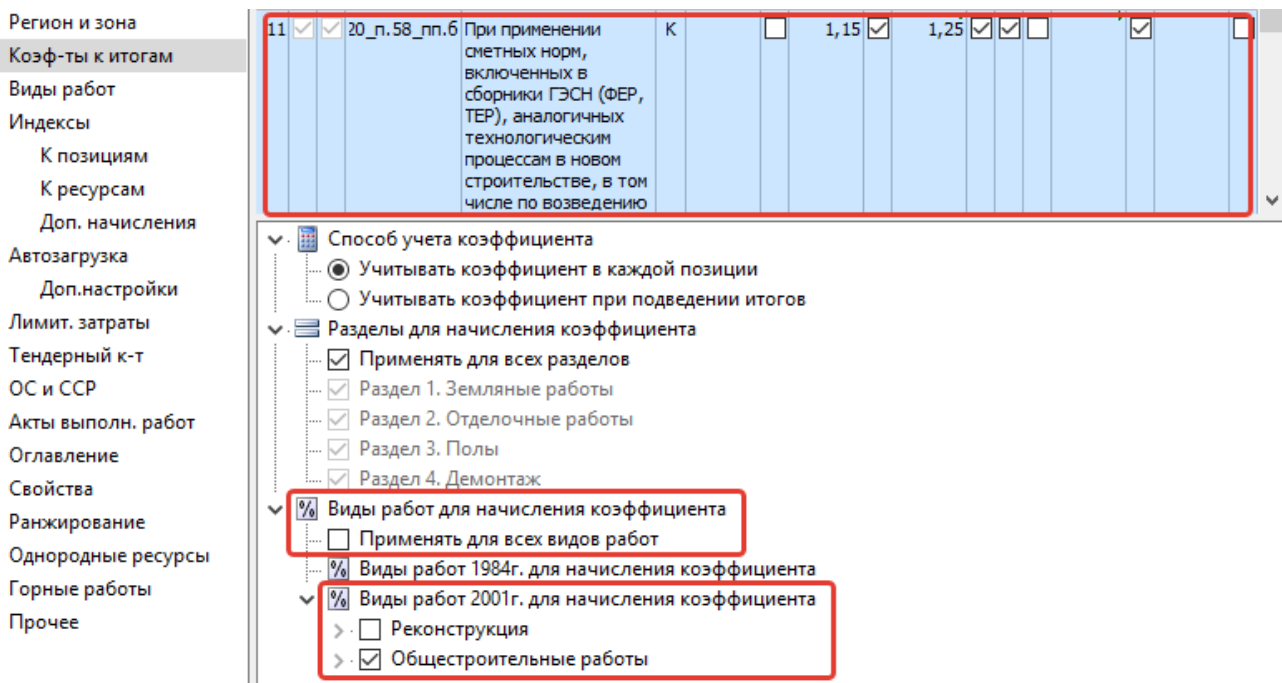 Регион и зона
Коэф-ты к итогам
Виды работ
Индексы
К позициям
К ресурсам
Доп. начисления
Автозагрузка
Доп.настройки
Лимит. затраты
Тендерный к-т
ОС и ССР
Акты выполн. работ
Оглавление
Свойства
Ранжирование
Однородные ресурсы
Горные работы
Прочее
11 20_п.58_пп.б При применении К 1,15 1,25
сметных норм,
включенных в
сборники ГЭСН (ФЕР,
ТЕР), аналогичных
технологическим
процессам в новом
строительстве, в том
числе по возведению
Способ учета коэффициента
Учитывать коэффициент в каждой позиции
Учитывать коэффициент при подведении итогов
Разделы для начисления коэффициента
Применять для всех разделов
Раздел 1. Земляные работы
Раздел 2. Отделочные работы
Раздел 3. Полы
Раздел 4. Демонтаж
% Виды работ для начисления коэффициента
Применять для всех видов работ
% Виды работ 1984г. для начисления коэффициента
% Виды работ 2001г. для начисления коэффициента
Реконструкция
Общестроительные работы